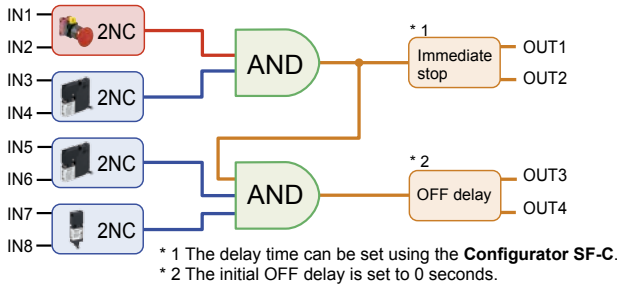 IN1
2NC
IN2
AND
* 1
Immediate
stop
OUT1
OUT2
IN3
2NC
IN4
IN5
2NC
IN6
AND
* 2
OFF delay
OUT3
OUT4
IN7
2NC
IN8
* 1 The delay time can be set using the Configurator SF-C.
* 2 The initial OFF delay is set to 0 seconds.